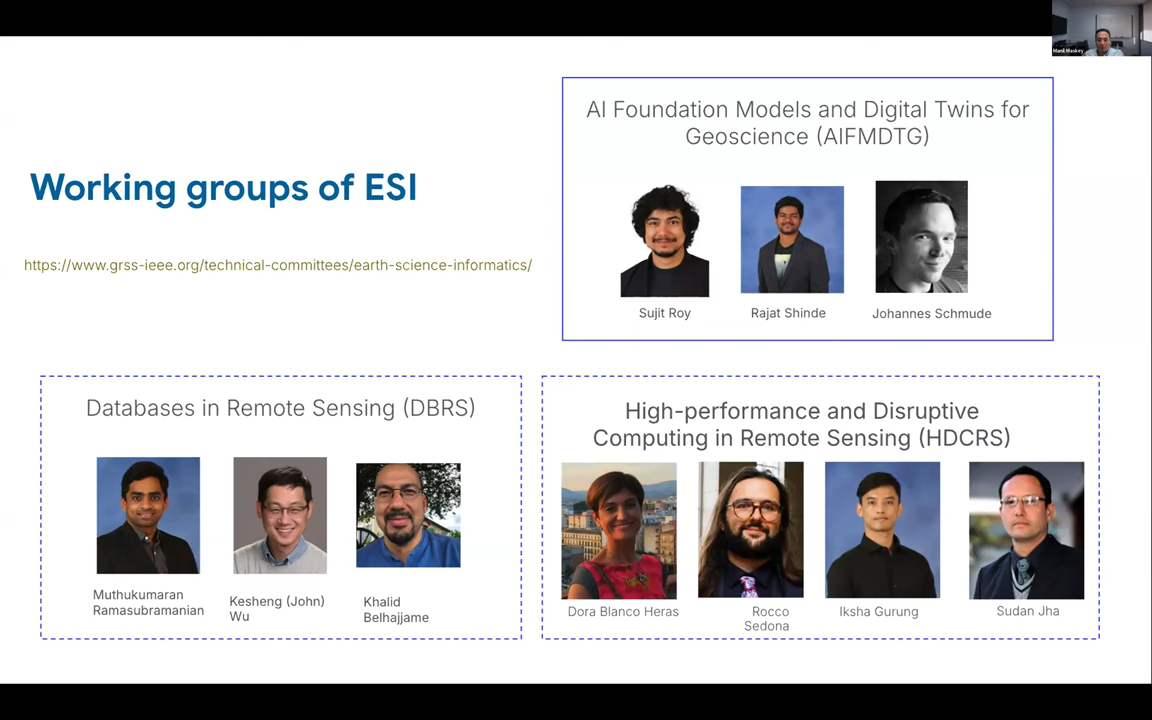 Manil Maskey
AI Foundation Models and Digital Twins for
Geoscience (AIFMDTG)
Working groups of ESI
https://www.grss-ieee.org/technical-committees/earth-science-informatics/
Sujit Roy
Rajat Shinde
Johannes Schmude
Databases in Remote Sensing (DBRS)
Muthukumaran
Ramasubramanian
Kesheng (John)
Wu
Khalid
Belhajjame
High-performance and Disruptive
Computing in Remote Sensing (HDCRS)
Dora Blanco Heras
Rocco
Sedona
Iksha Gurung
Sudan Jha